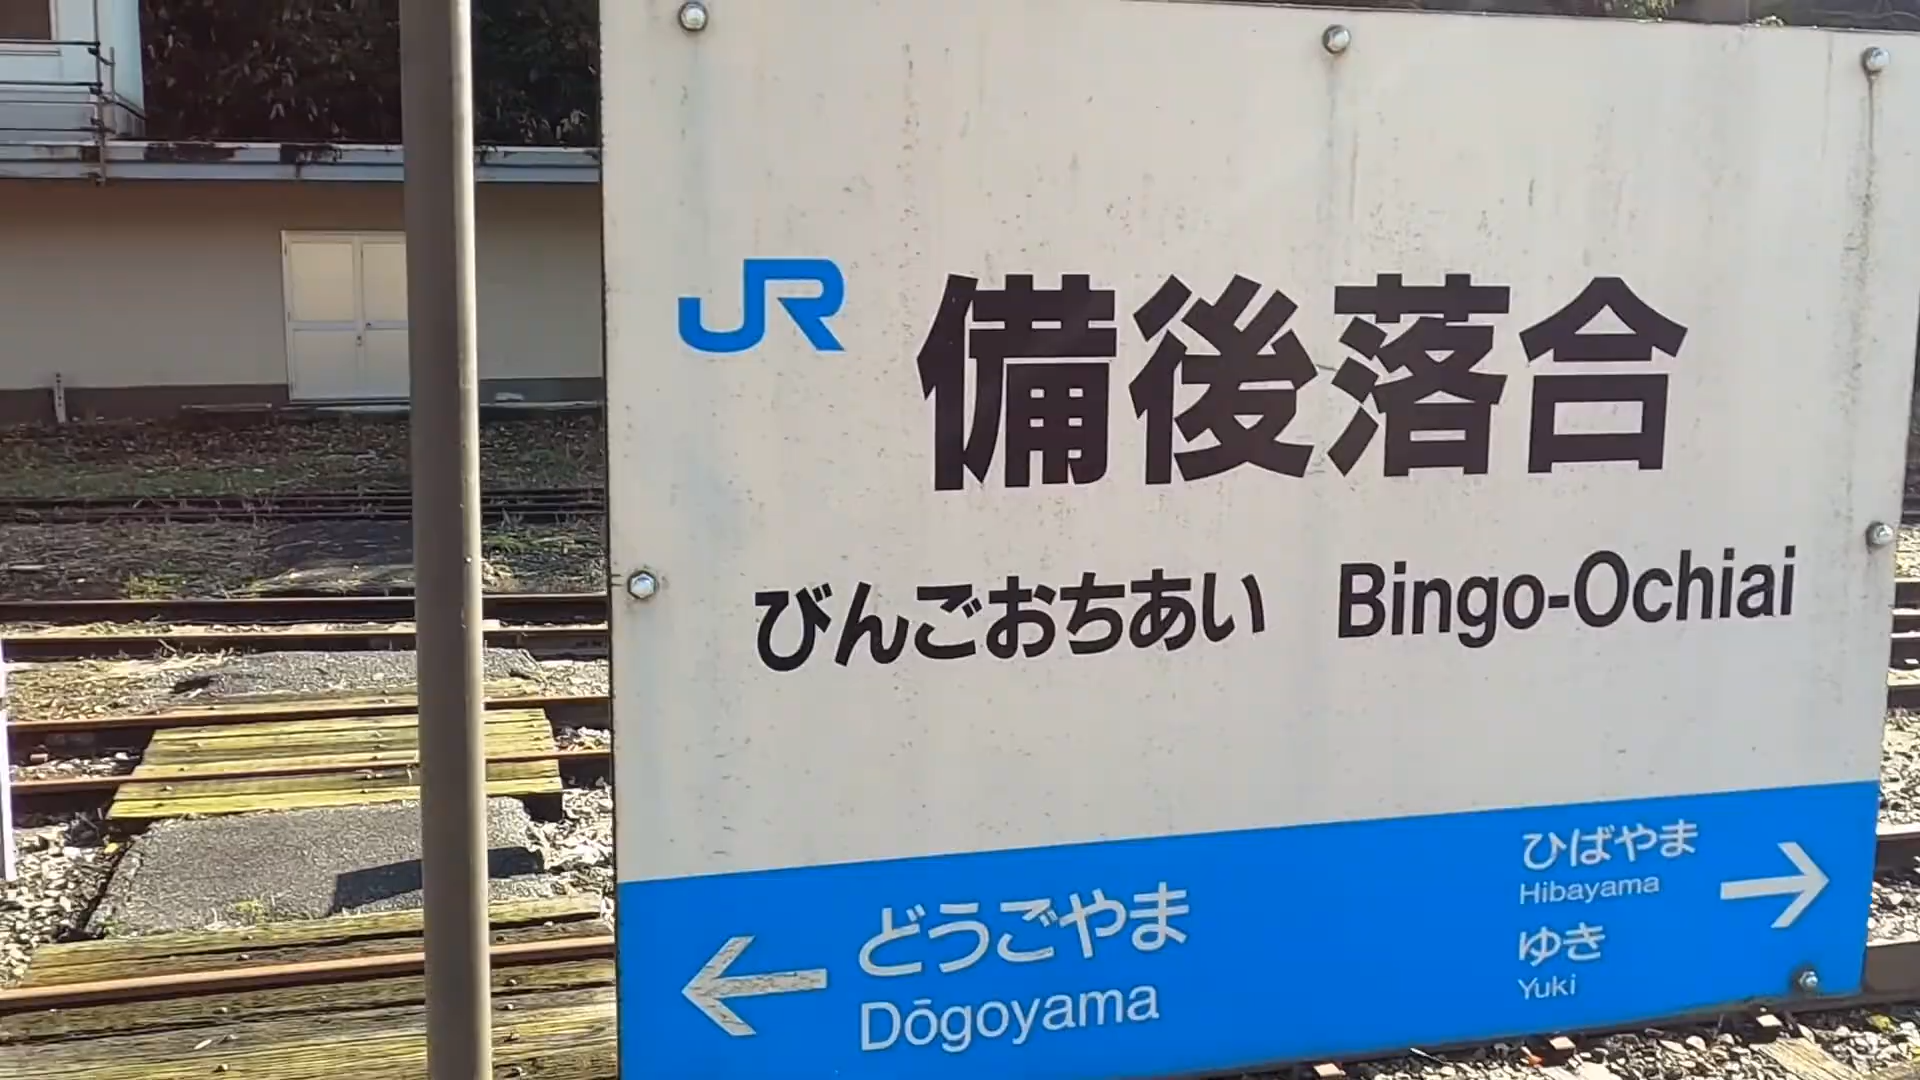 JR 備後落合
びんごおちあい Bingo-Ochiai
← どうごやま
Dōgoyama
ひばやま →
Hibayama
ゆき
Yuki